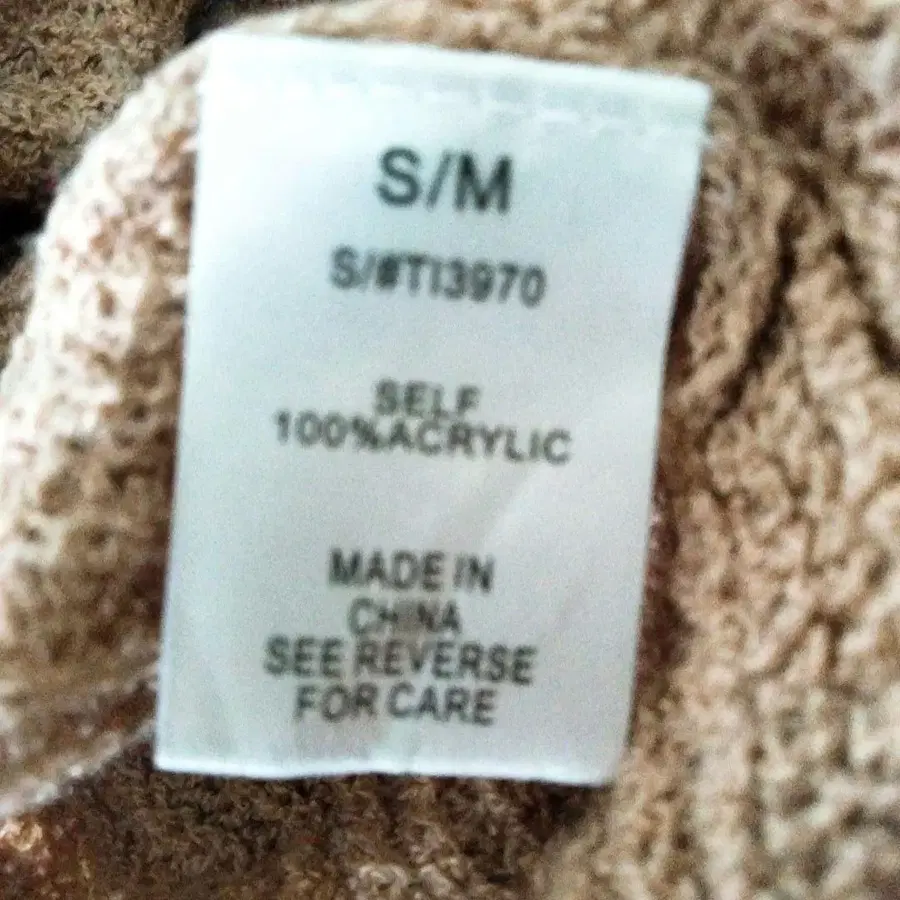 S/M
S/#TI3970
SELF
100%ACRYLIC
MADE IN
CHINA
SEE REVERSE
FOR CARE